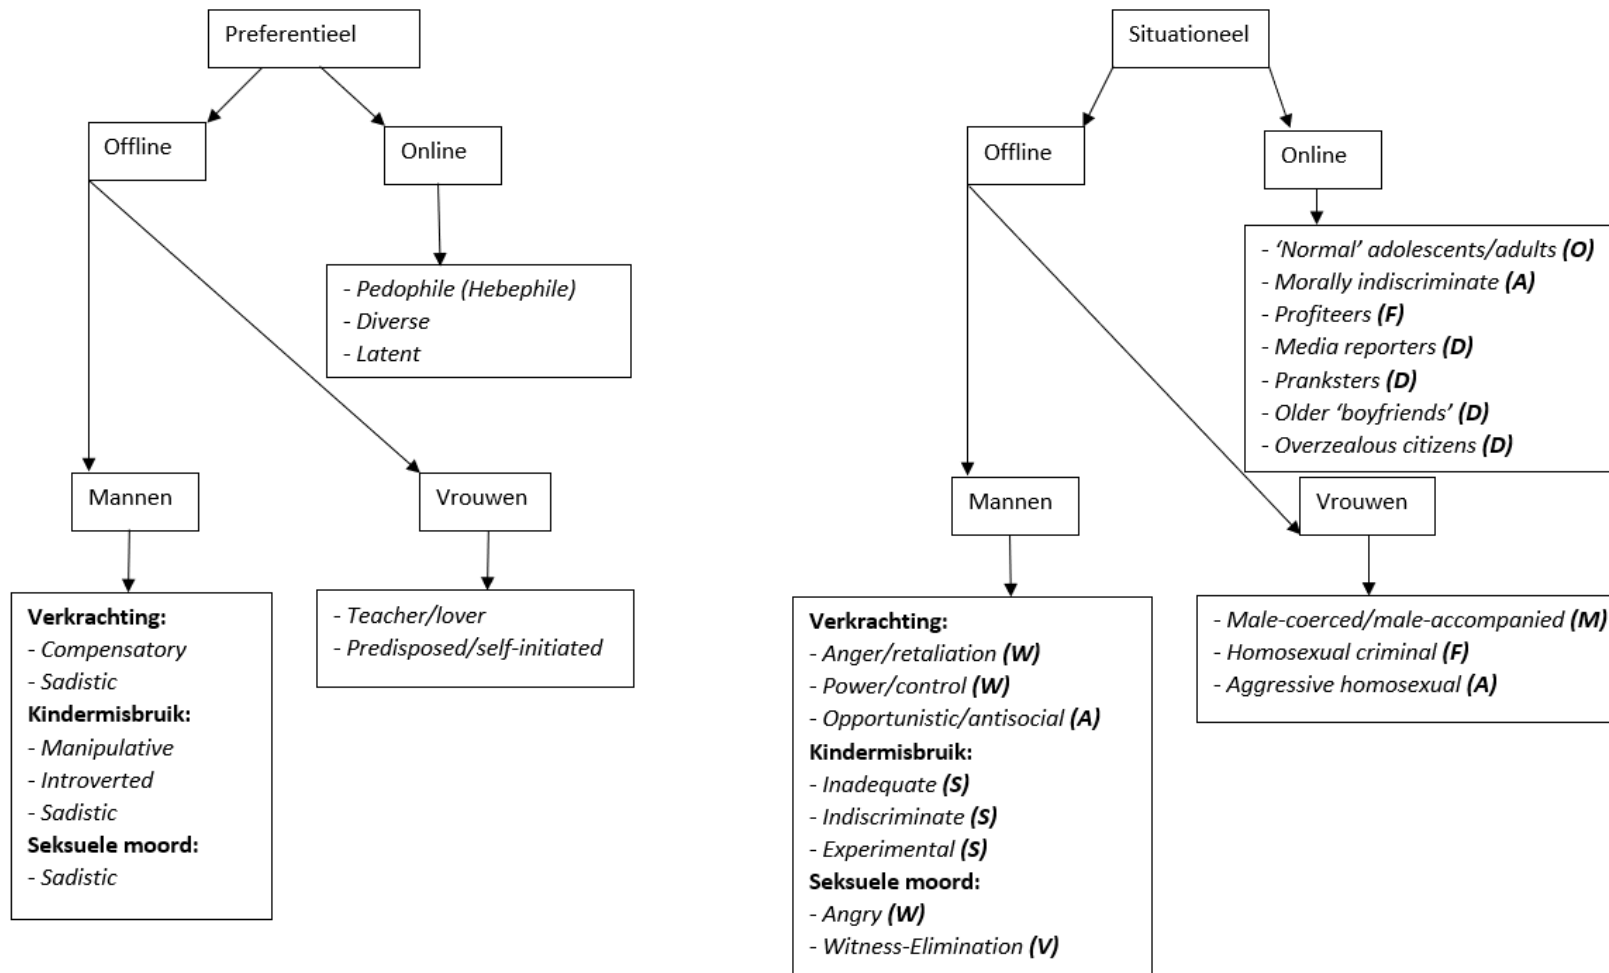 Preferentieel
Offline
Online
- Pedophile (Hebephile)
- Diverse
- Latent
Mannen
Vrouwen
Verkrachting:
- Compensatory
- Sadistic
Kindermisbruik:
- Manipulative
- Introverted
- Sadistic
Seksuele moord:
- Sadistic
- Teacher/lover
- Predisposed/self-initiated
Situationeel
Offline
Online
- ‘Normal’ adolescents/adults (O)
- Morally indiscriminate (A)
- Profiteers (F)
- Media reporters (D)
- Pranksters (D)
- Older ‘boyfriends’ (D)
- Overzealous citizens (D)
Mannen
Vrouwen
Verkrachting:
- Anger/retaliation (W)
- Power/control (W)
- Opportunistic/antisocial (A)
Kindermisbruik:
- Inadequate (S)
- Indiscriminate (S)
- Experimental (S)
Seksuele moord:
- Angry (W)
- Witness-Elimination (V)
- Male-coerced/male-accompanied (M)
- Homosexual criminal (F)
- Aggressive homosexual (A)